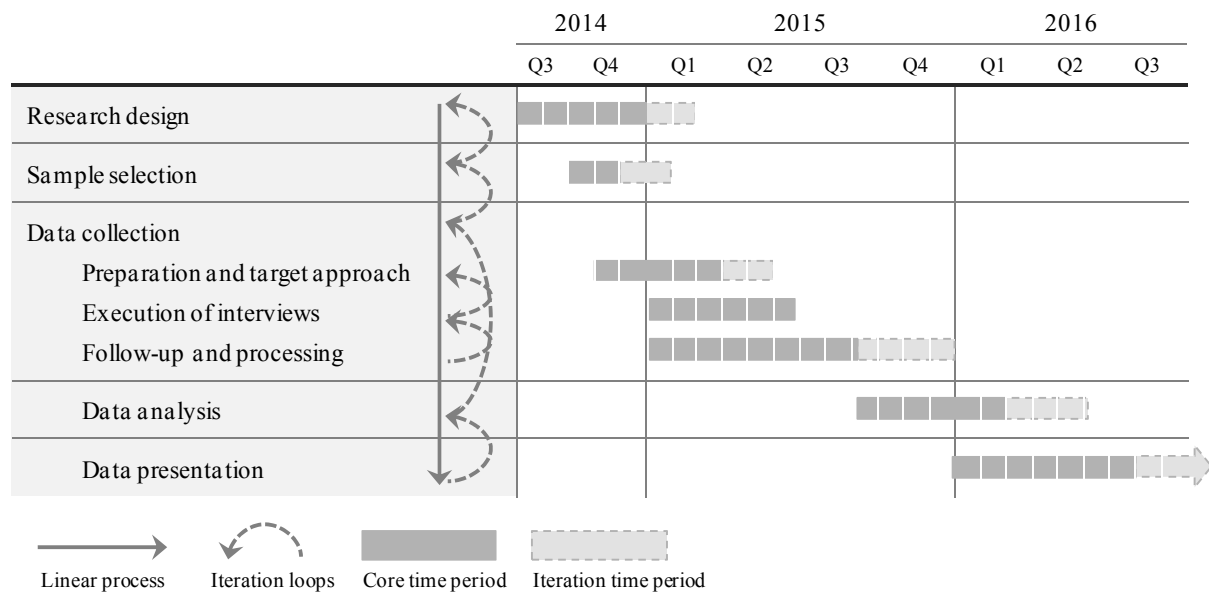 2014 2015 2016
Q3 Q4 Q1 Q2 Q3 Q4 Q1 Q2 Q3
Research design
Sample selection
Data collection
Preparation and target approach
Execution of interviews
Follow-up and processing
Data analysis
Data presentation
Linear process Iteration loops Core time period Iteration time period